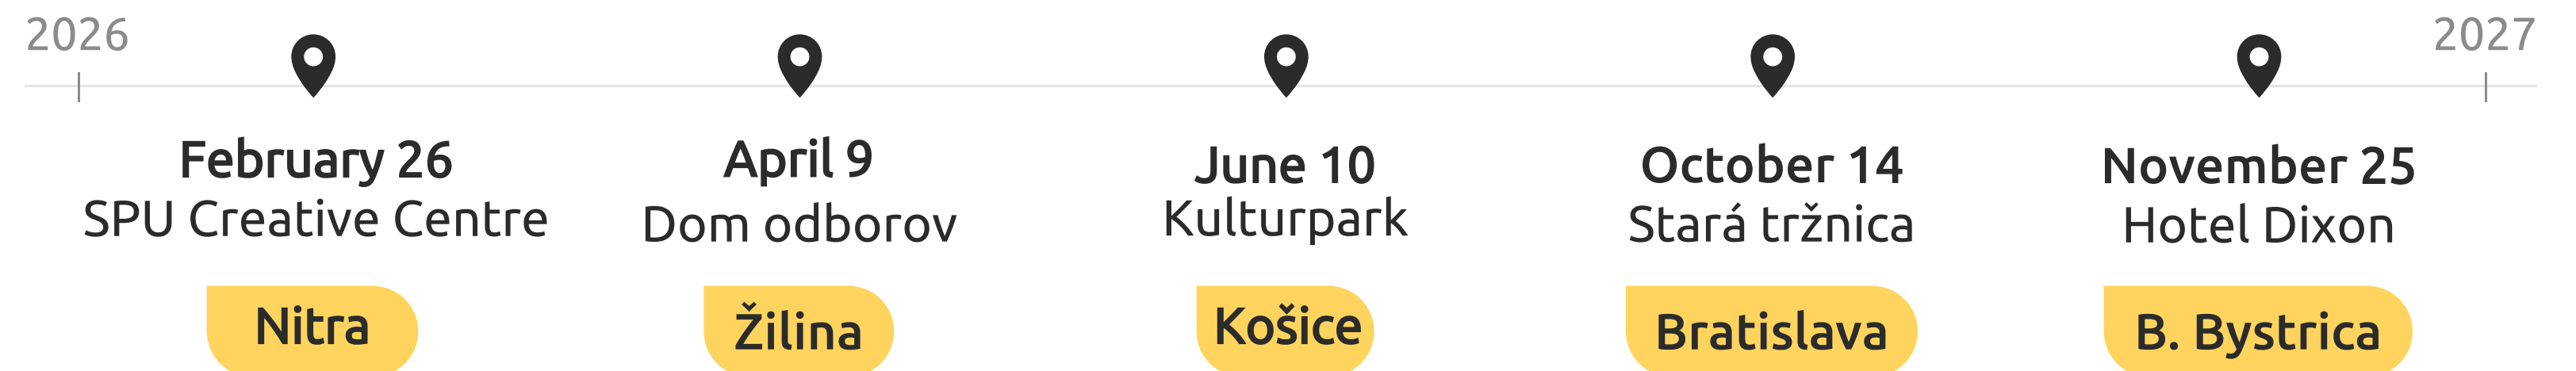 2026
2027
February 26
SPU Creative Centre
Nitra
April 9
Dom odborov
Žilina
June 10
Kulturpark
Košice
October 14
Stará tržnica
Bratislava
November 25
Hotel Dixon
B. Bystrica